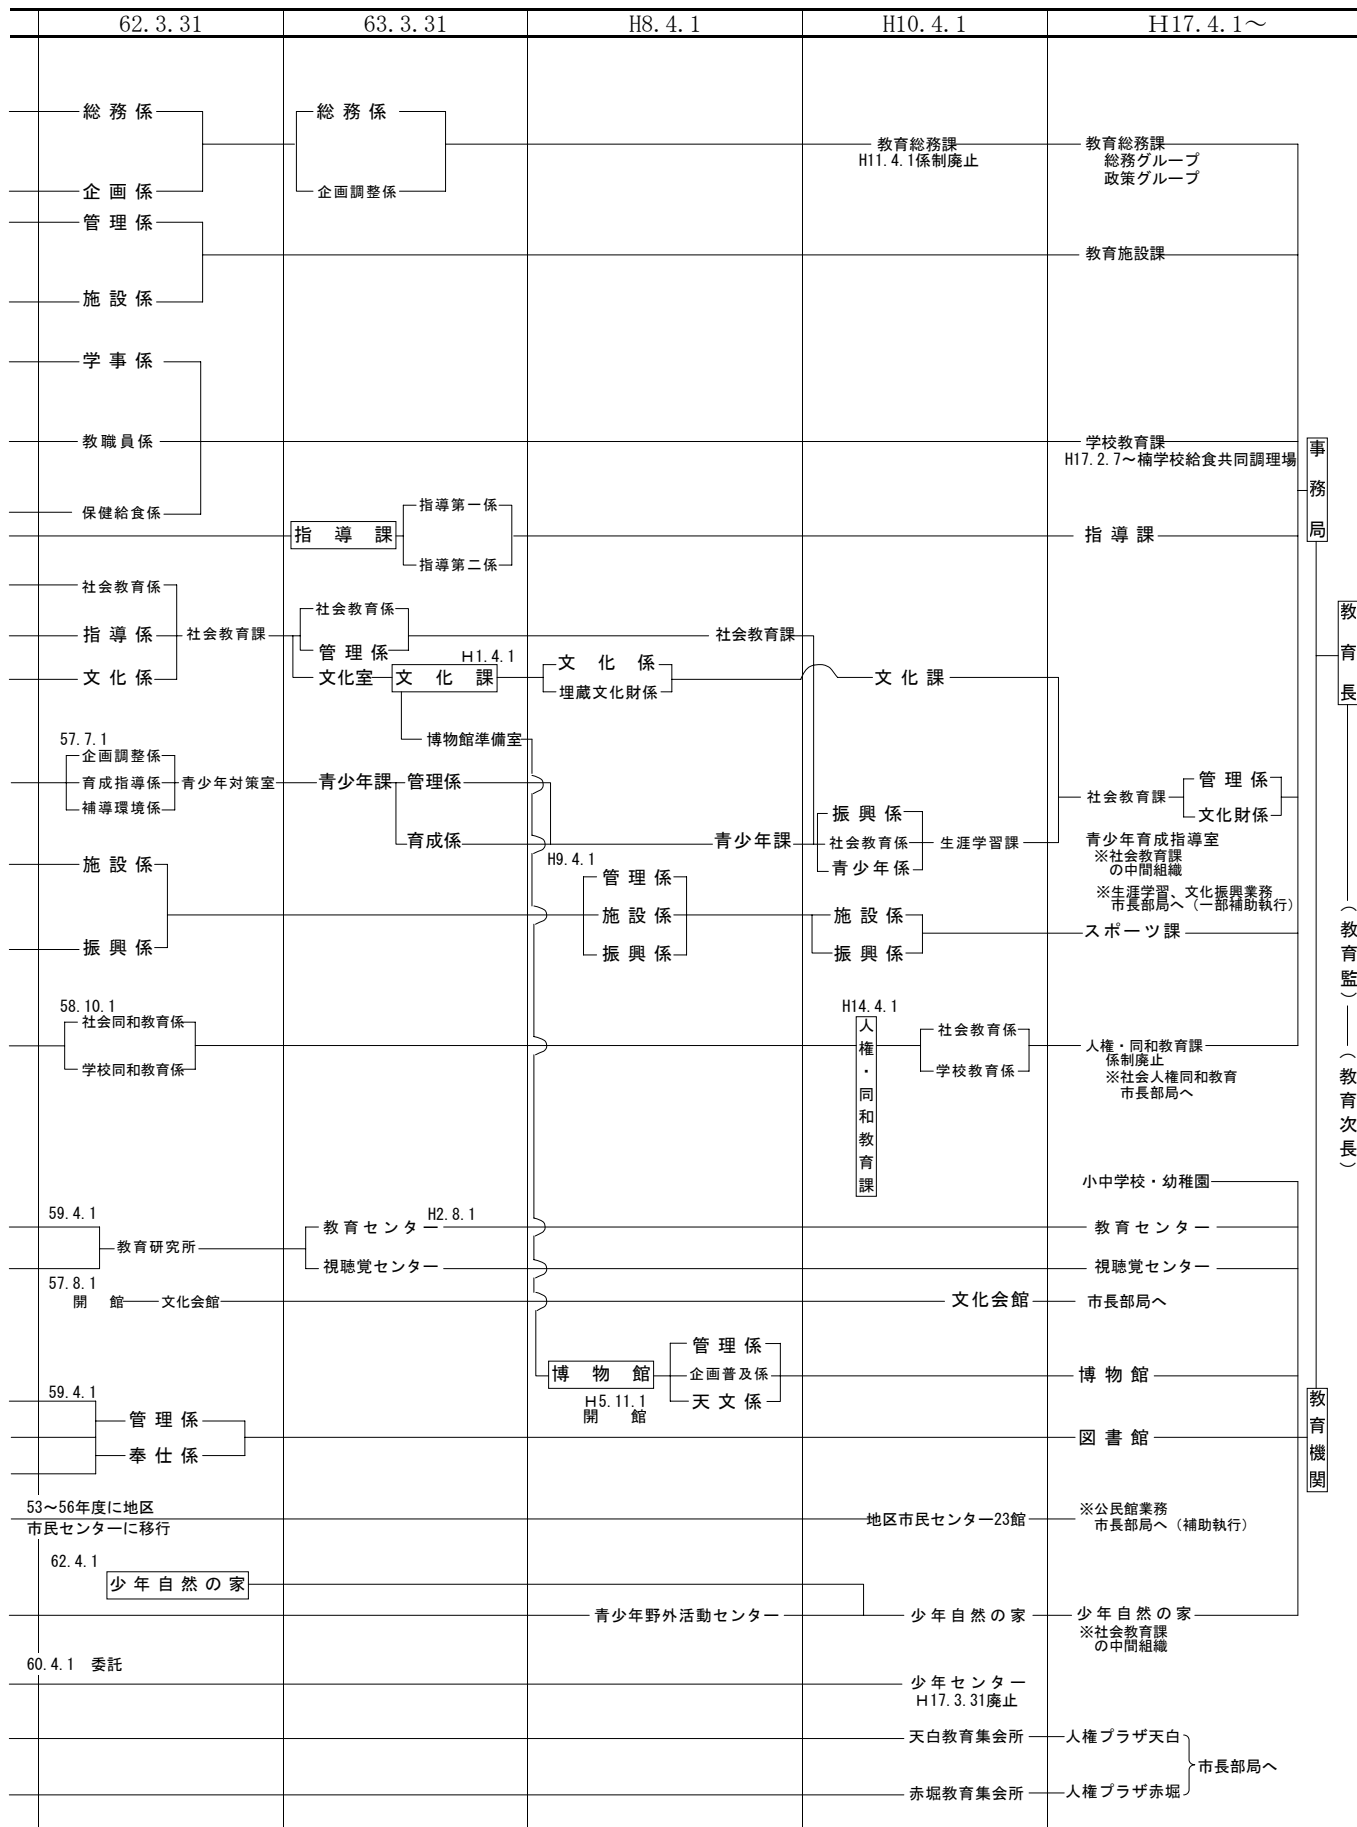 62.3.31
63.3.31
H8.4.1
H10.4.1
H17.4.1～
総務係
総務係
教育総務課
H11.4.1係制廃止
教育総務課
総務グループ
政策グループ
企画係
企画調整係
管理係
教育施設課
施設係
学事係
教職員係
学校教育課
H17.2.7～楠学校給食共同調理場
事務局
保健給食係
指導第一係
指導課
指導課
指導第二係
社会教育係
社会教育係
指導係
社会教育課
管理係
社会教育課
教育長
文化係
文化室
H1.4.1
文化課
文化係
埋蔵文化財係
文化課
博物館準備室
57.7.1
企画調整係
育成指導係
補導環境係
青少年対策室
青少年課
管理係
育成係
青少年課
振興係
社会教育係
青少年係
生涯学習課
社会教育課
管理係
文化財係
青少年育成指導室
※社会教育課
の中間組織
※生涯学習、文化振興業務
市長部局へ（一部補助執行）
施設係
振興係
H9.4.1
管理係
施設係
振興係
施設係
振興係
スポーツ課
（教育監）
（教育次長）
58.10.1
社会同和教育係
学校同和教育係
H14.4.1
人権・同和教育課
社会教育係
学校教育係
人権・同和教育課
係制廃止
※社会人権同和教育
市長部局へ
小中学校・幼稚園
59.4.1
教育研究所
教育センター
H2.8.1
教育センター
視聴覚センター
視聴覚センター
57.8.1
開館
文化会館
文化会館
市長部局へ
博物館
H5.11.1
開館
管理係
企画普及係
天文係
博物館
59.4.1
管理係
奉仕係
図書館
教育機関
53～56年度に地区
市民センターに移行
地区市民センター23館
※公民館業務
市長部局へ（補助執行）
62.4.1
少年自然の家
青少年野外活動センター
少年自然の家
少年自然の家
※社会教育課
の中間組織
60.4.1 委託
少年センター
H17.3.31廃止
天白教育集会所
人権プラザ天白
市長部局へ
赤堀教育集会所
人権プラザ赤堀